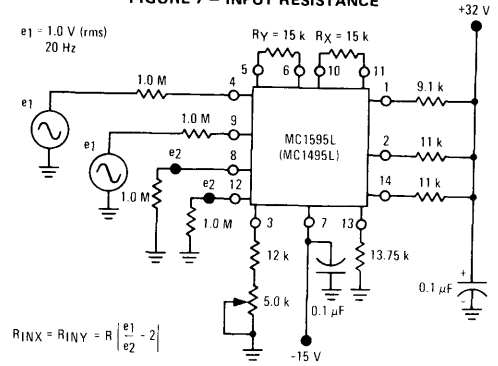 FIGURE 7 — INPUT RESISTANCE
+32 V
e1 = 1.0 V (rms)
20 Hz
RY = 15 k
RX = 15 k
5
6
10
11
1.0 M
4
1
9.1 k
e1
1.0 M
9
MC1595L
(MC1495L)
2
11 k
e1
e2
8
14
11 k
1.0 M
e2
12
1.0 M
3
7
13
12 k
13.75 k
5.0 k
0.1 µF
+
0.1 µF
RINX = RINY = R | e1/e2 - 2 |
-15 V